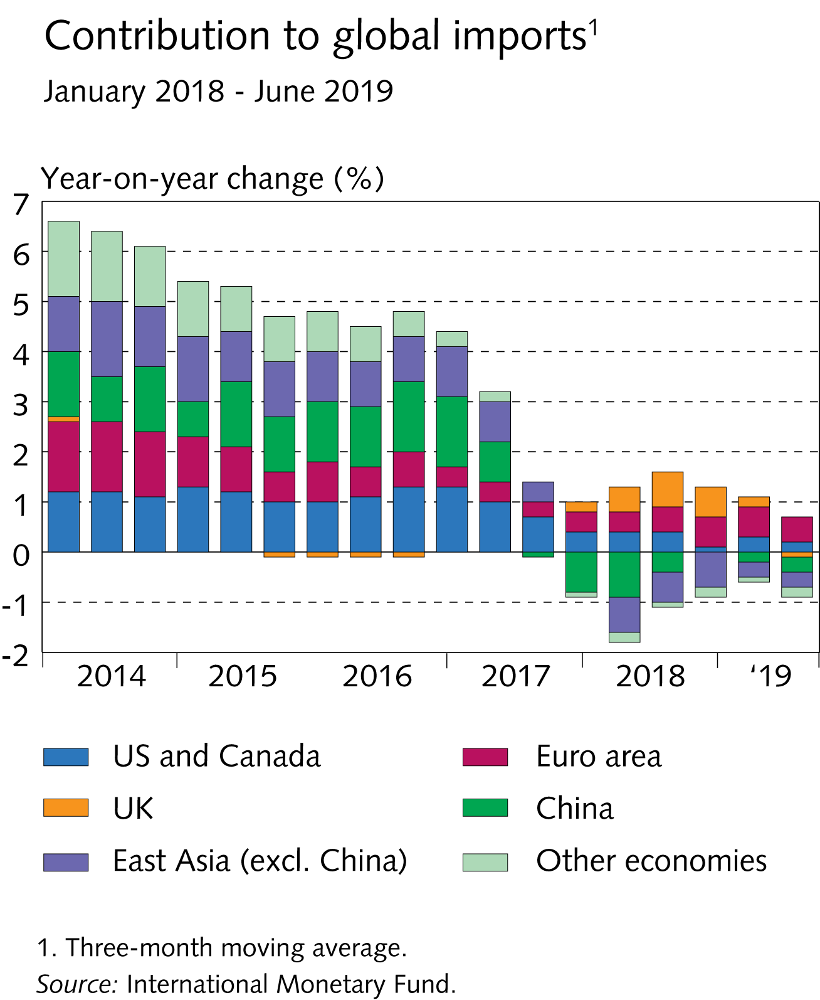 Contribution to global imports¹
January 2018 - June 2019
Year-on-year change (%)
7
6
5
4
3
2
1
0
-1
-2
2014 2015 2016 2017 2018 ‘19
US and Canada Euro area
UK China
East Asia (excl. China) Other economies
1. Three-month moving average.
Source: International Monetary Fund.